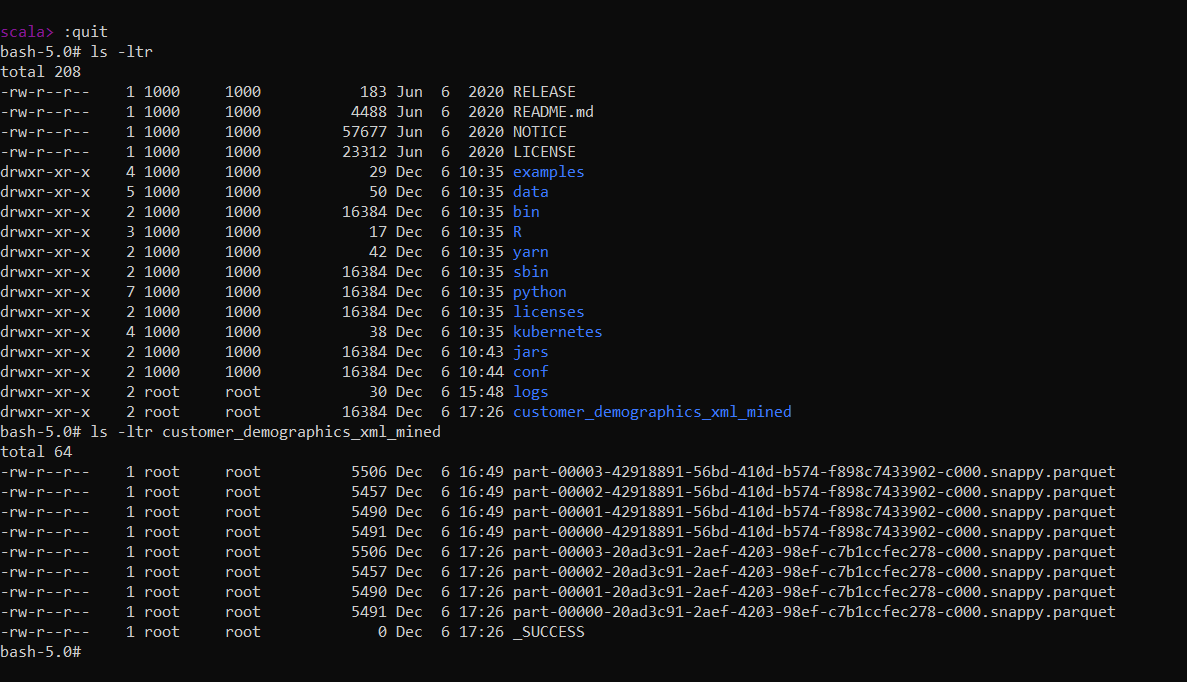 scala> :quit
bash-5.0# ls -ltr
total 208
-rw-r--r--    1 1000     1000           183 Jun  6  2020 RELEASE
-rw-r--r--    1 1000     1000          4488 Jun  6  2020 README.md
-rw-r--r--    1 1000     1000         57677 Jun  6  2020 NOTICE
-rw-r--r--    1 1000     1000         23312 Jun  6  2020 LICENSE
drwxr-xr-x    4 1000     1000            29 Dec  6 10:35 examples
drwxr-xr-x    5 1000     1000            50 Dec  6 10:35 data
drwxr-xr-x    2 1000     1000         16384 Dec  6 10:35 bin
drwxr-xr-x    3 1000     1000            17 Dec  6 10:35 R
drwxr-xr-x    2 1000     1000            42 Dec  6 10:35 yarn
drwxr-xr-x    2 1000     1000         16384 Dec  6 10:35 sbin
drwxr-xr-x    7 1000     1000         16384 Dec  6 10:35 python
drwxr-xr-x    2 1000     1000         16384 Dec  6 10:35 licenses
drwxr-xr-x    4 1000     1000            38 Dec  6 10:35 kubernetes
drwxr-xr-x    2 1000     1000         16384 Dec  6 10:43 jars
drwxr-xr-x    2 1000     1000         16384 Dec  6 10:44 conf
drwxr-xr-x    2 root     root            30 Dec  6 15:48 logs
drwxr-xr-x    2 root     root         16384 Dec  6 17:26 customer_demographics_xml_mined
bash-5.0# ls -ltr customer_demographics_xml_mined
total 64
-rw-r--r--    1 root     root          5506 Dec  6 16:49 part-00003-42918891-56bd-410d-b574-f898c7433902-c000.snappy.parquet
-rw-r--r--    1 root     root          5457 Dec  6 16:49 part-00002-42918891-56bd-410d-b574-f898c7433902-c000.snappy.parquet
-rw-r--r--    1 root     root          5490 Dec  6 16:49 part-00001-42918891-56bd-410d-b574-f898c7433902-c000.snappy.parquet
-rw-r--r--    1 root     root          5491 Dec  6 16:49 part-00000-42918891-56bd-410d-b574-f898c7433902-c000.snappy.parquet
-rw-r--r--    1 root     root          5506 Dec  6 17:26 part-00003-20ad3c91-2aef-4203-98ef-c7b1ccfec278-c000.snappy.parquet
-rw-r--r--    1 root     root          5457 Dec  6 17:26 part-00002-20ad3c91-2aef-4203-98ef-c7b1ccfec278-c000.snappy.parquet
-rw-r--r--    1 root     root          5490 Dec  6 17:26 part-00001-20ad3c91-2aef-4203-98ef-c7b1ccfec278-c000.snappy.parquet
-rw-r--r--    1 root     root          5491 Dec  6 17:26 part-00000-20ad3c91-2aef-4203-98ef-c7b1ccfec278-c000.snappy.parquet
-rw-r--r--    1 root     root             0 Dec  6 17:26 _SUCCESS
bash-5.0#